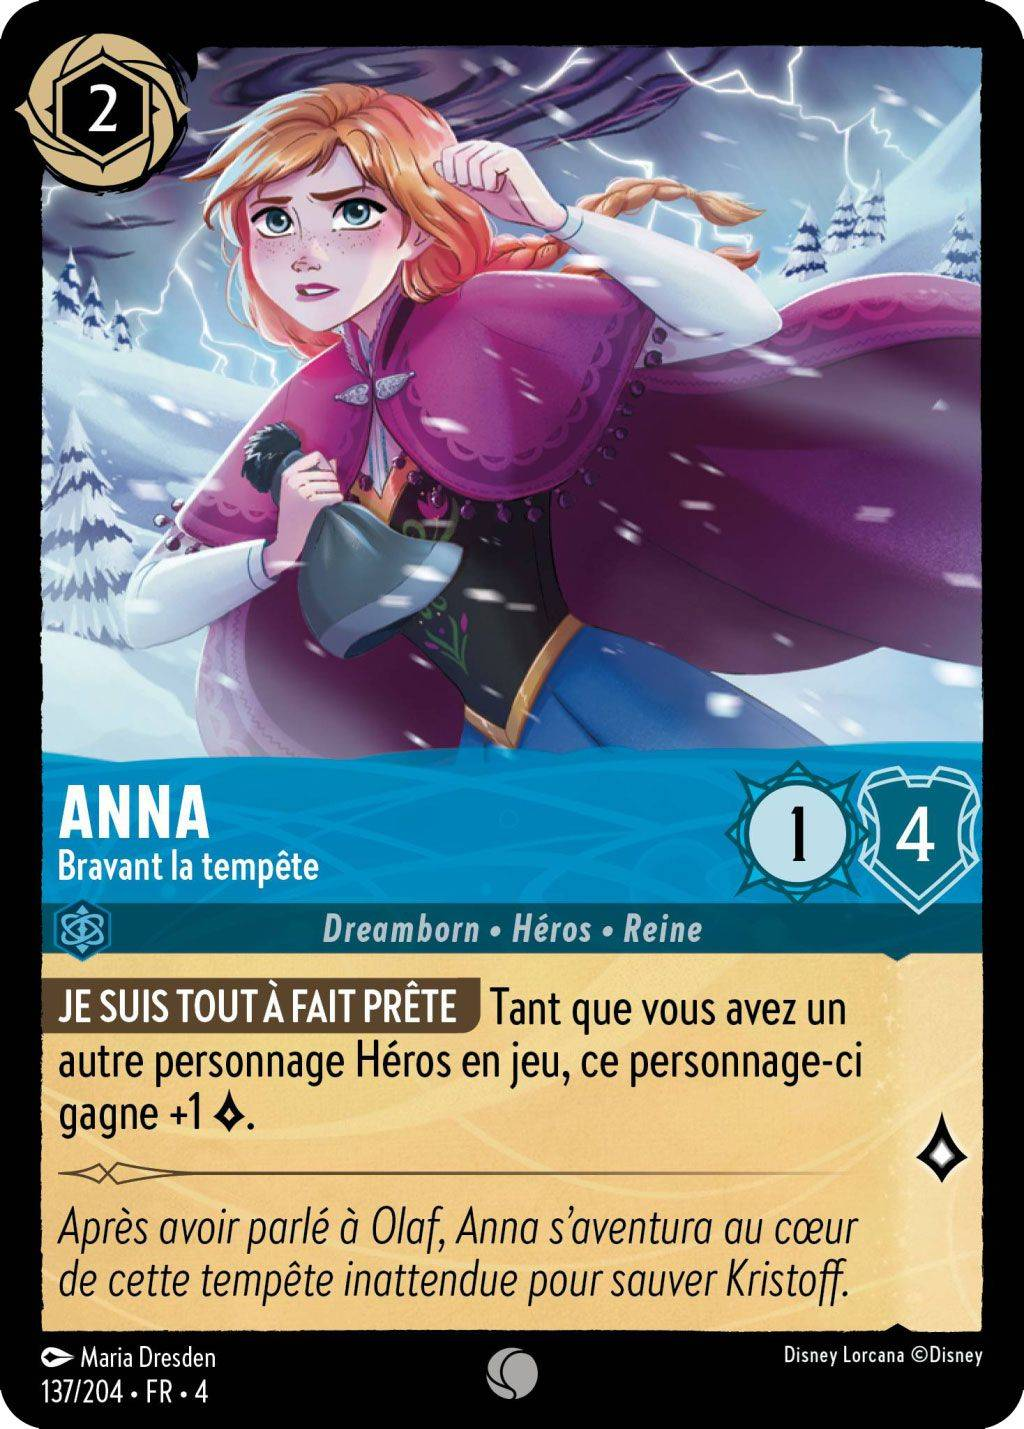 2
ANNA
Bravant la tempête
1
4
Dreamborn • Héros • Reine
JE SUIS TOUT À FAIT PRÊTE Tant que vous avez un
autre personnage Héros en jeu, ce personnage-ci
gagne +1 .
Après avoir parlé à Olaf, Anna s'aventura au cœur
de cette tempête inattendue pour sauver Kristoff.
Maria Dresden
137/204 • FR • 4
Disney Lorcana ©Disney